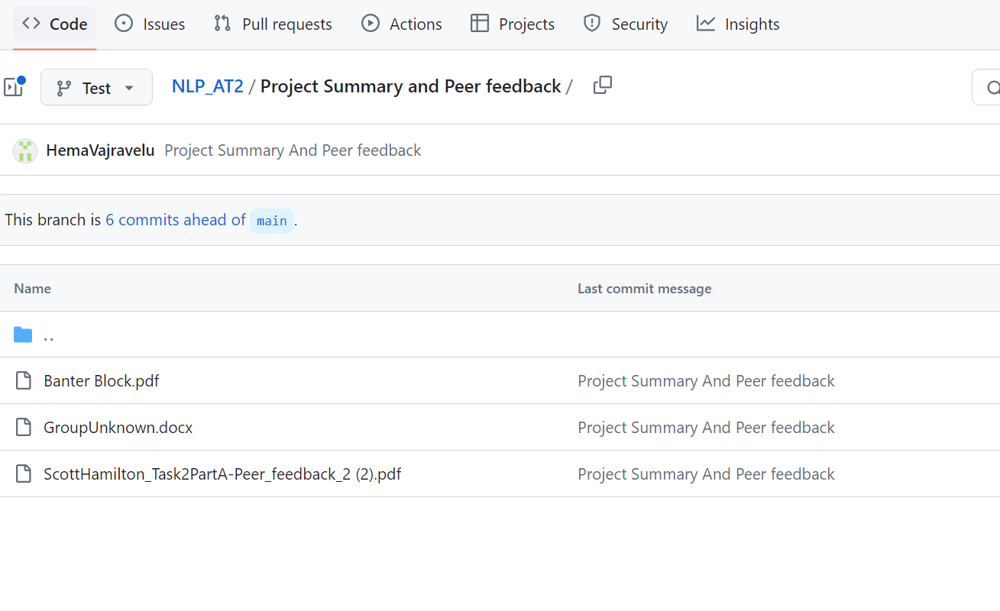 Code Issues Pull requests Actions Projects Security Insights
Test NLP_AT2 / Project Summary and Peer feedback /
HemaVajravelu Project Summary And Peer feedback
This branch is 6 commits ahead of main .
Name Last commit message
..
Banter Block.pdf Project Summary And Peer feedback
GroupUnknown.docx Project Summary And Peer feedback
ScottHamilton_Task2PartA-Peer_feedback_2 (2).pdf Project Summary And Peer feedback